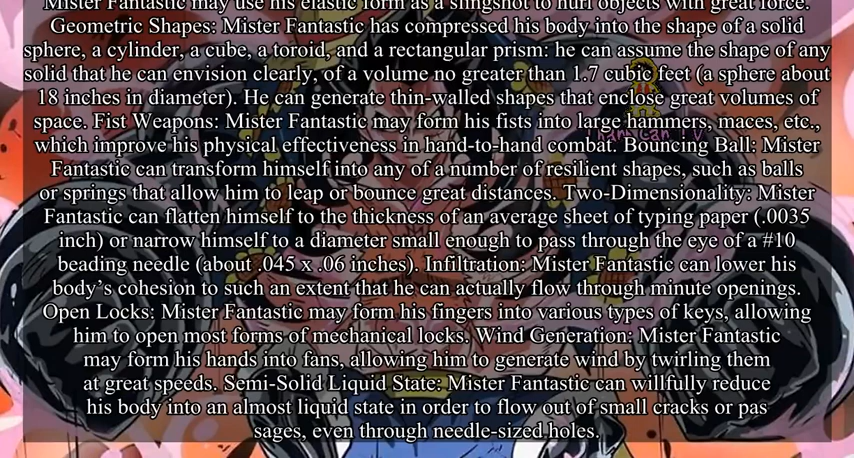 Mister Fantastic may use his elastic form as a slingshot to hurl objects with great force.
Geometric Shapes: Mister Fantastic has compressed his body into the shape of a solid
sphere, a cylinder, a cube, a toroid, and a rectangular prism: he can assume the shape of any
solid that he can envision clearly, of a volume no greater than 1.7 cubic feet (a sphere about
18 inches in diameter). He can generate thin-walled shapes that enclose great volumes of
space. Fist Weapons: Mister Fantastic may form his fists into large hammers, maces, etc.,
which improve his physical effectiveness in hand-to-hand combat. Bouncing Ball: Mister
Fantastic can transform himself into any of a number of resilient shapes, such as balls
or springs that allow him to leap or bounce great distances. Two-Dimensionality: Mister
Fantastic can flatten himself to the thickness of an average sheet of typing paper (.0035
inch) or narrow himself to a diameter small enough to pass through the eye of a #10
beading needle (about .045 x .06 inches). Infiltration: Mister Fantastic can lower his
body’s cohesion to such an extent that he can actually flow through minute openings.
Open Locks: Mister Fantastic may form his fingers into various types of keys, allowing
him to open most forms of mechanical locks. Wind Generation: Mister Fantastic
may form his hands into fans, allowing him to generate wind by twirling them
at great speeds. Semi-Solid Liquid State: Mister Fantastic can willfully reduce
his body into an almost liquid state in order to flow out of small cracks or pas
sages, even through needle-sized holes.